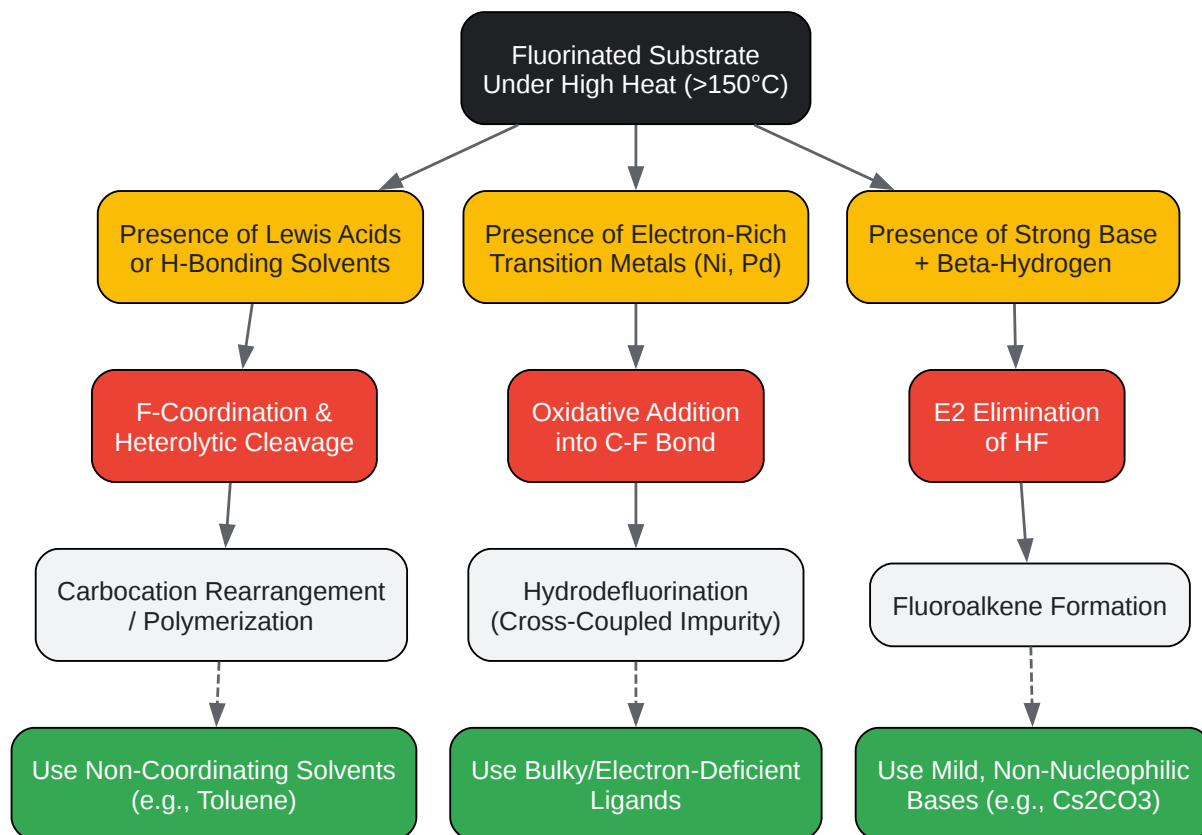 Fluorinated Substrate
Under High Heat (>150°C)
Presence of Lewis Acids
or H-Bonding Solvents
Presence of Electron-Rich
Transition Metals (Ni, Pd)
Presence of Strong Base
+ Beta-Hydrogen
F-Coordination &
Heterolytic Cleavage
Oxidative Addition
into C-F Bond
E2 Elimination
of HF
Carbocation Rearrangement
/ Polymerization
Hydrodefluorination
(Cross-Coupled Impurity)
Fluoroalkene Formation
Use Non-Coordinating Solvents
(e.g., Toluene)
Use Bulky/Electron-Deficient
Ligands
Use Mild, Non-Nucleophilic
Bases (e.g., Cs2CO3)